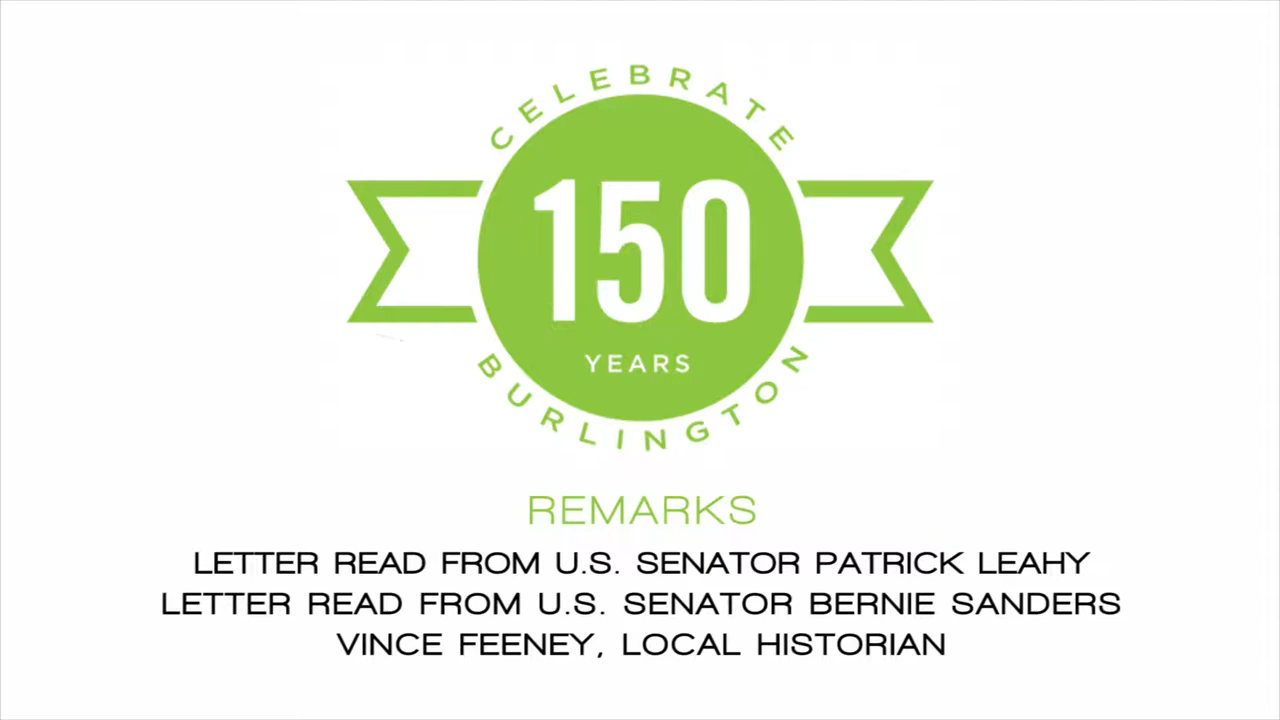 CELEBRATE
150
YEARS
BURLINGTON
REMARKS
LETTER READ FROM U.S. SENATOR PATRICK LEAHY
LETTER READ FROM U.S. SENATOR BERNIE SANDERS
VINCE FEENEY, LOCAL HISTORIAN